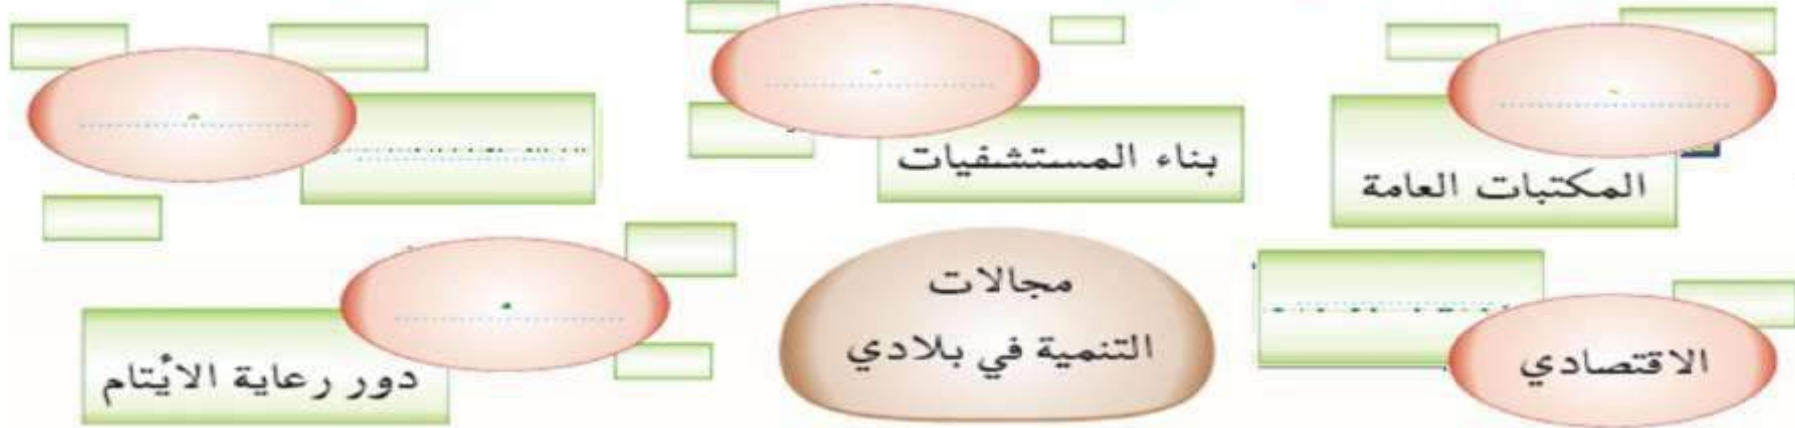 بناء المستشفيات
المكتبات العامة
مجالات
التنمية في بلادي
الاقتصادي
دور رعاية الأيتام